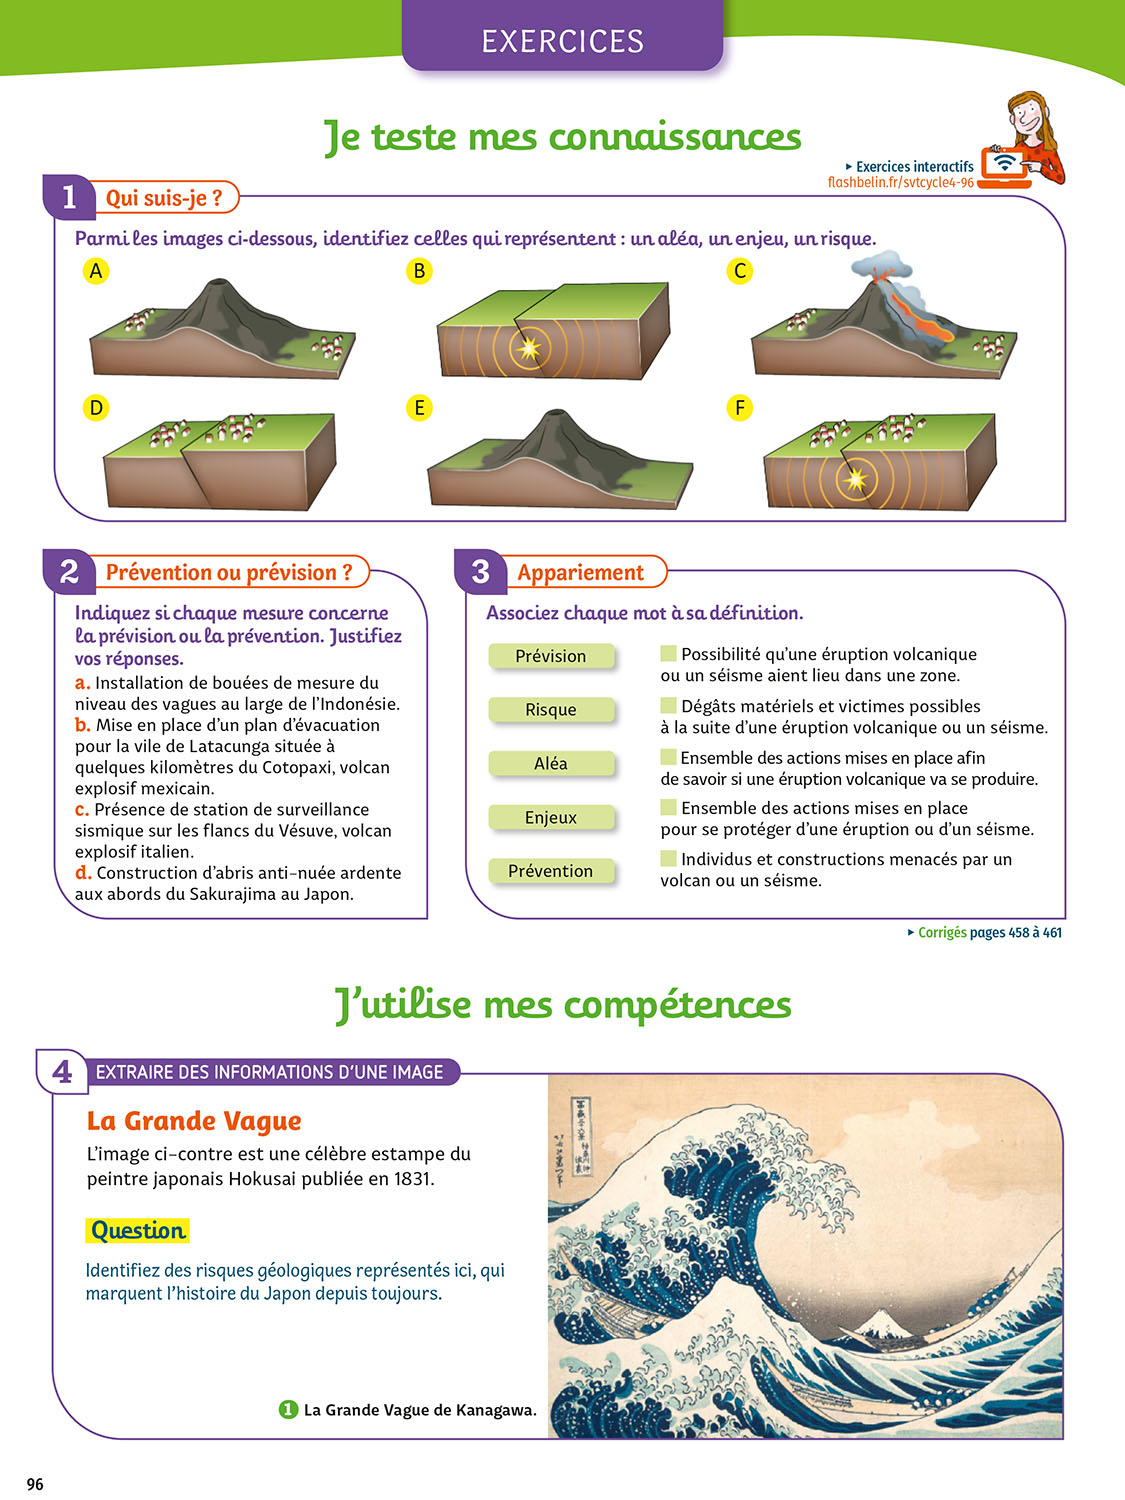 EXERCICES
Je teste mes connaissances
▸ Exercices interactifs
flashbelin.fr/svtcycle4-96
1 Qui suis-je ?
Parmi les images ci-dessous, identifiez celles qui représentent : un aléa, un enjeu, un risque.
A
B
C
D
E
F
2 Prévention ou prévision ?
Indiquez si chaque mesure concerne
la prévision ou la prévention. Justifiez
vos réponses.
a. Installation de bouées de mesure du
niveau des vagues au large de l'Indonésie.
b. Mise en place d'un plan d'évacuation
pour la vile de Latacunga située à
quelques kilomètres du Cotopaxi, volcan
explosif mexicain.
c. Présence de station de surveillance
sismique sur les flancs du Vésuve, volcan
explosif italien.
d. Construction d'abris anti-nuée ardente
aux abords du Sakurajima au Japon.
3 Appariement
Associez chaque mot à sa définition.
Prévision
Risque
Aléa
Enjeux
Prévention
Possibilité qu'une éruption volcanique
ou un séisme aient lieu dans une zone.
Dégâts matériels et victimes possibles
à la suite d'une éruption volcanique ou un séisme.
Ensemble des actions mises en place afin
de savoir si une éruption volcanique va se produire.
Ensemble des actions mises en place
pour se protéger d'une éruption ou d'un séisme.
Individus et constructions menacés par un
volcan ou un séisme.
▸ Corrigés pages 458 à 461
J'utilise mes compétences
4 EXTRAIRE DES INFORMATIONS D'UNE IMAGE
La Grande Vague
L'image ci-contre est une célèbre estampe du
peintre japonais Hokusai publiée en 1831.
Question
Identifiez des risques géologiques représentés ici, qui
marquent l'histoire du Japon depuis toujours.
1 La Grande Vague de Kanagawa.
96